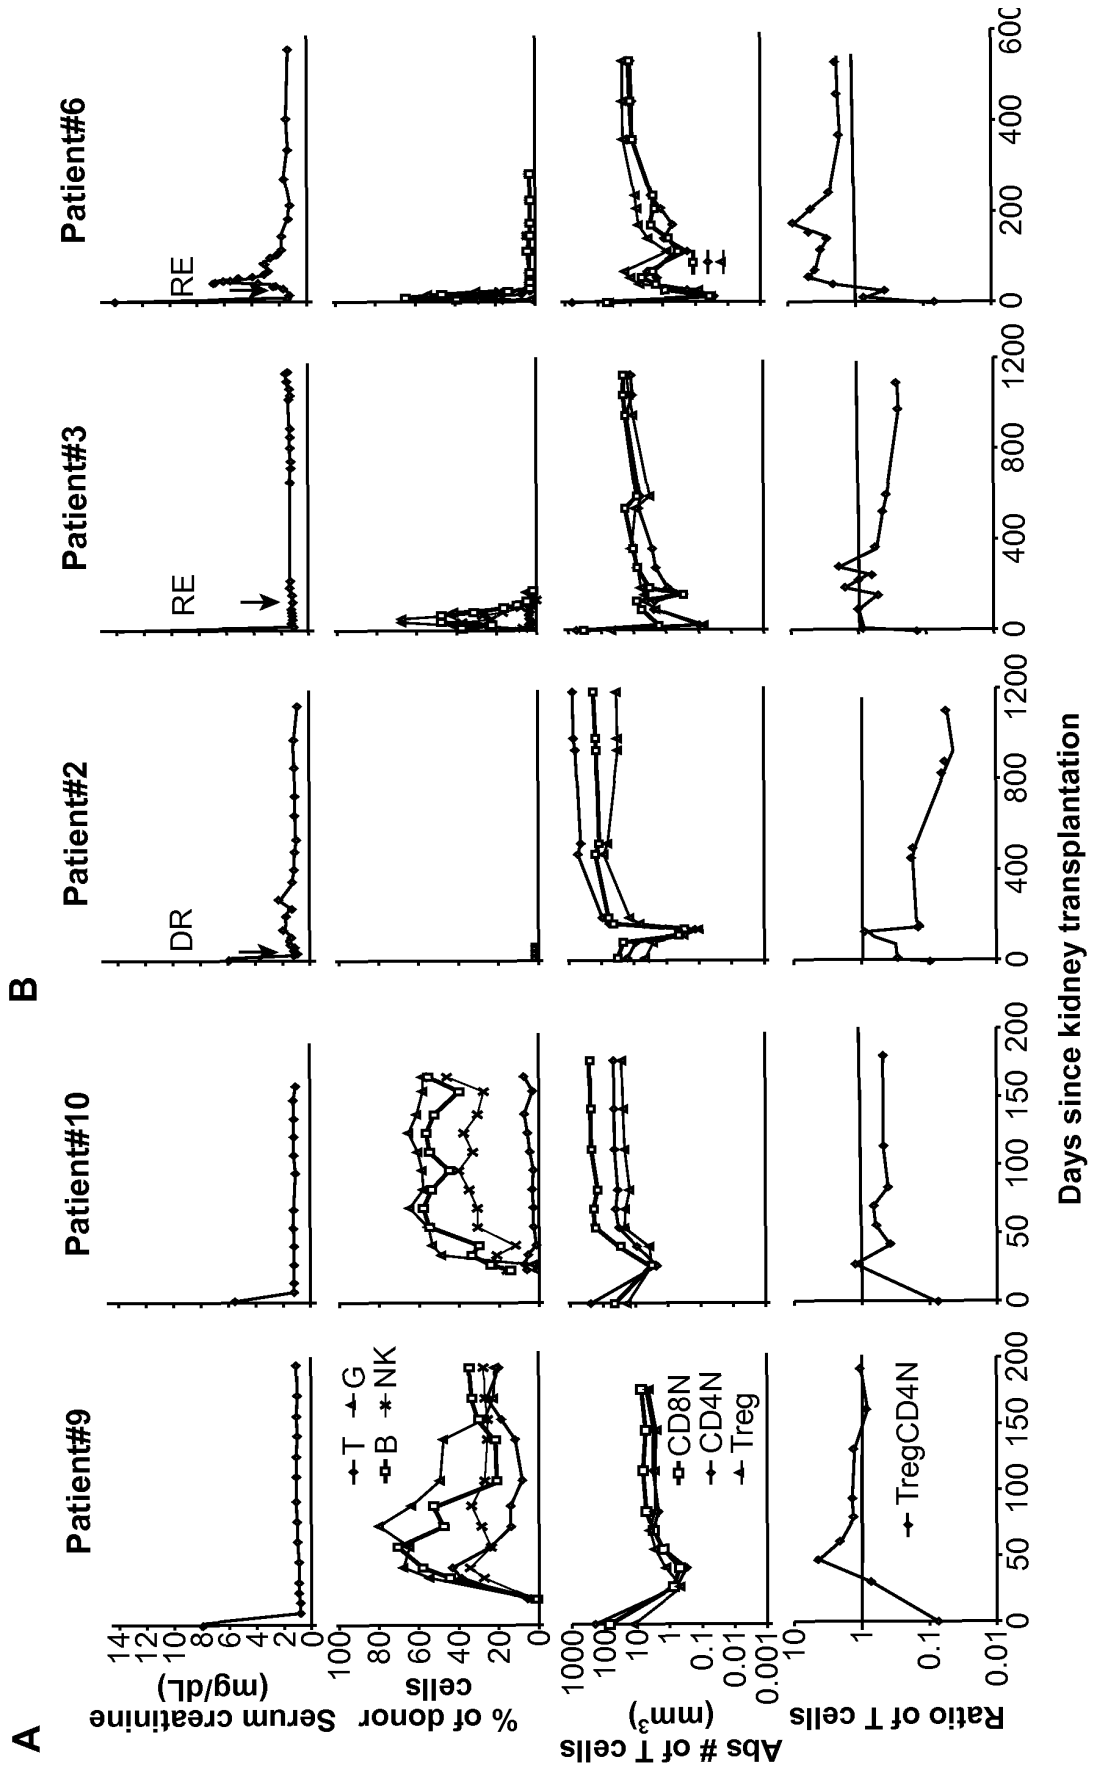 A
B
Patient#9
Patient#10
Patient#2
Patient#3
Patient#6
DR
RE
RE
Serum creatinine
(mg/dL)
14
12
10
8
6
4
2
0
% of donor
cells
100
80
60
40
20
0
T
G
B
NK
Abs # of T cells
(mm³)
1000
100
10
1
0.1
0.01
0.001
CD8N
CD4N
Treg
Ratio of T cells
10
1
0.1
0.01
TregCD4N
0 50 100 150 200
0 50 100 150 200
0 400 800 1200
0 400 800 1200
0 200 400 600
Days since kidney transplantation